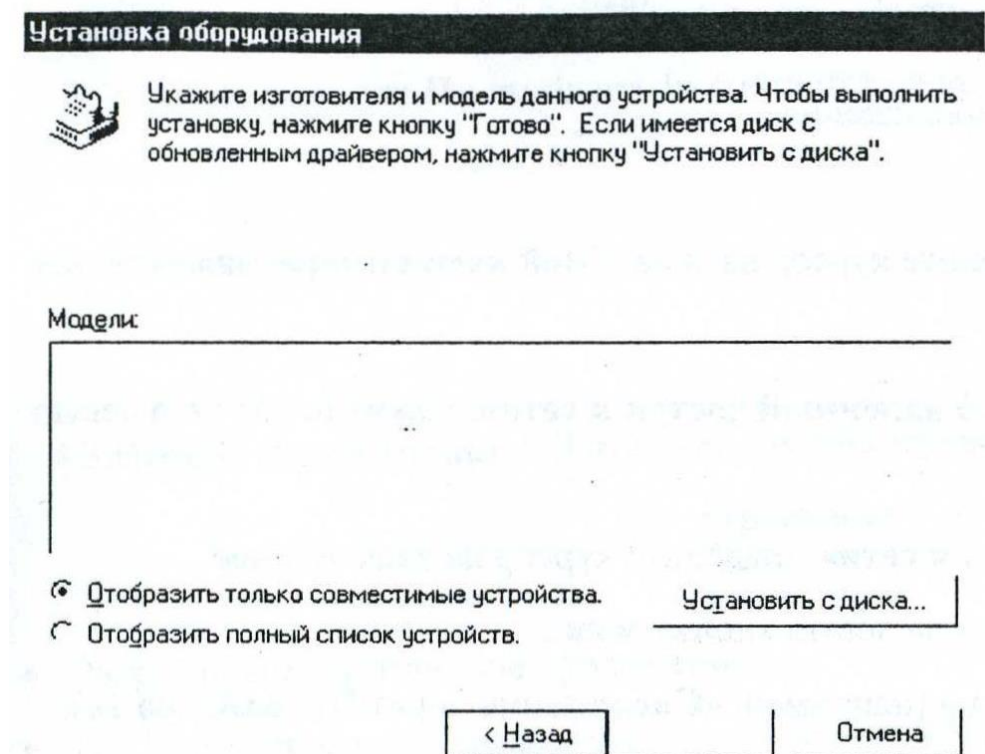 Установка оборудования
Укажите изготовителя и модель данного устройства. Чтобы выполнить
установку, нажмите кнопку "Готово". Если имеется диск с
обновленным драйвером, нажмите кнопку "Установить с диска".
Модели:
Отобразить только совместимые устройства.
Установить с диска...
Отобразить полный список устройств.
< Назад
Отмена